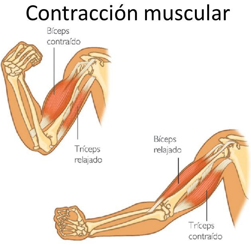 Contracción muscular
Bíceps
contraído
Tríceps
relajado
Bíceps
relajado
Tríceps
contraído